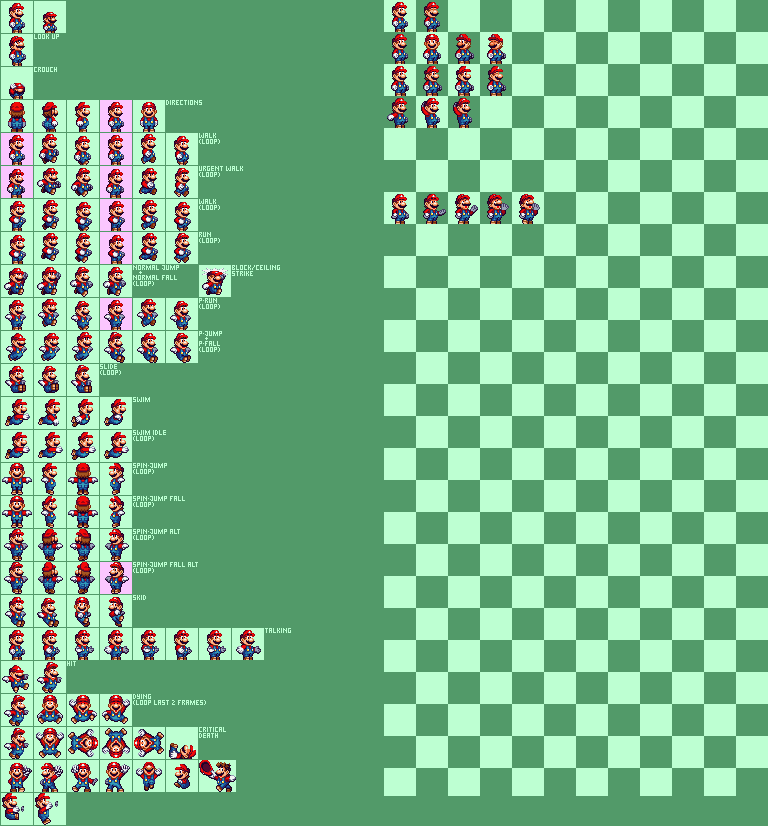 LOOK UP
CROUCH
DIRECTIONS
WALK
(LOOP)
URGENT WALK
(LOOP)
WALK
(LOOP)
RUN
(LOOP)
NORMAL JUMP
+
NORMAL FALL
(LOOP)
BLOCK/CEILING
STRIKE
P-RUN
(LOOP)
P-JUMP
+
P-FALL
(LOOP)
SLIDE
(LOOP)
SWIM
SWIM IDLE
(LOOP)
SPIN-JUMP
(LOOP)
SPIN-JUMP FALL
(LOOP)
SPIN-JUMP ALT
(LOOP)
SPIN-JUMP FALL ALT
(LOOP)
SKID
TALKING
HIT
DYING
(LOOP LAST 2 FRAMES)
CRITICAL
DEATH